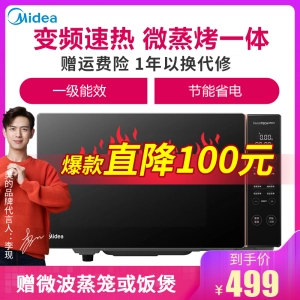 Midea
变频速热 微蒸烤一体
赠运费险 1年以换代修
一级能效
节能省电
爆款直降100元
美的品牌代言人：李现
Midea
到手价
¥499
赠微波蒸笼或饭煲